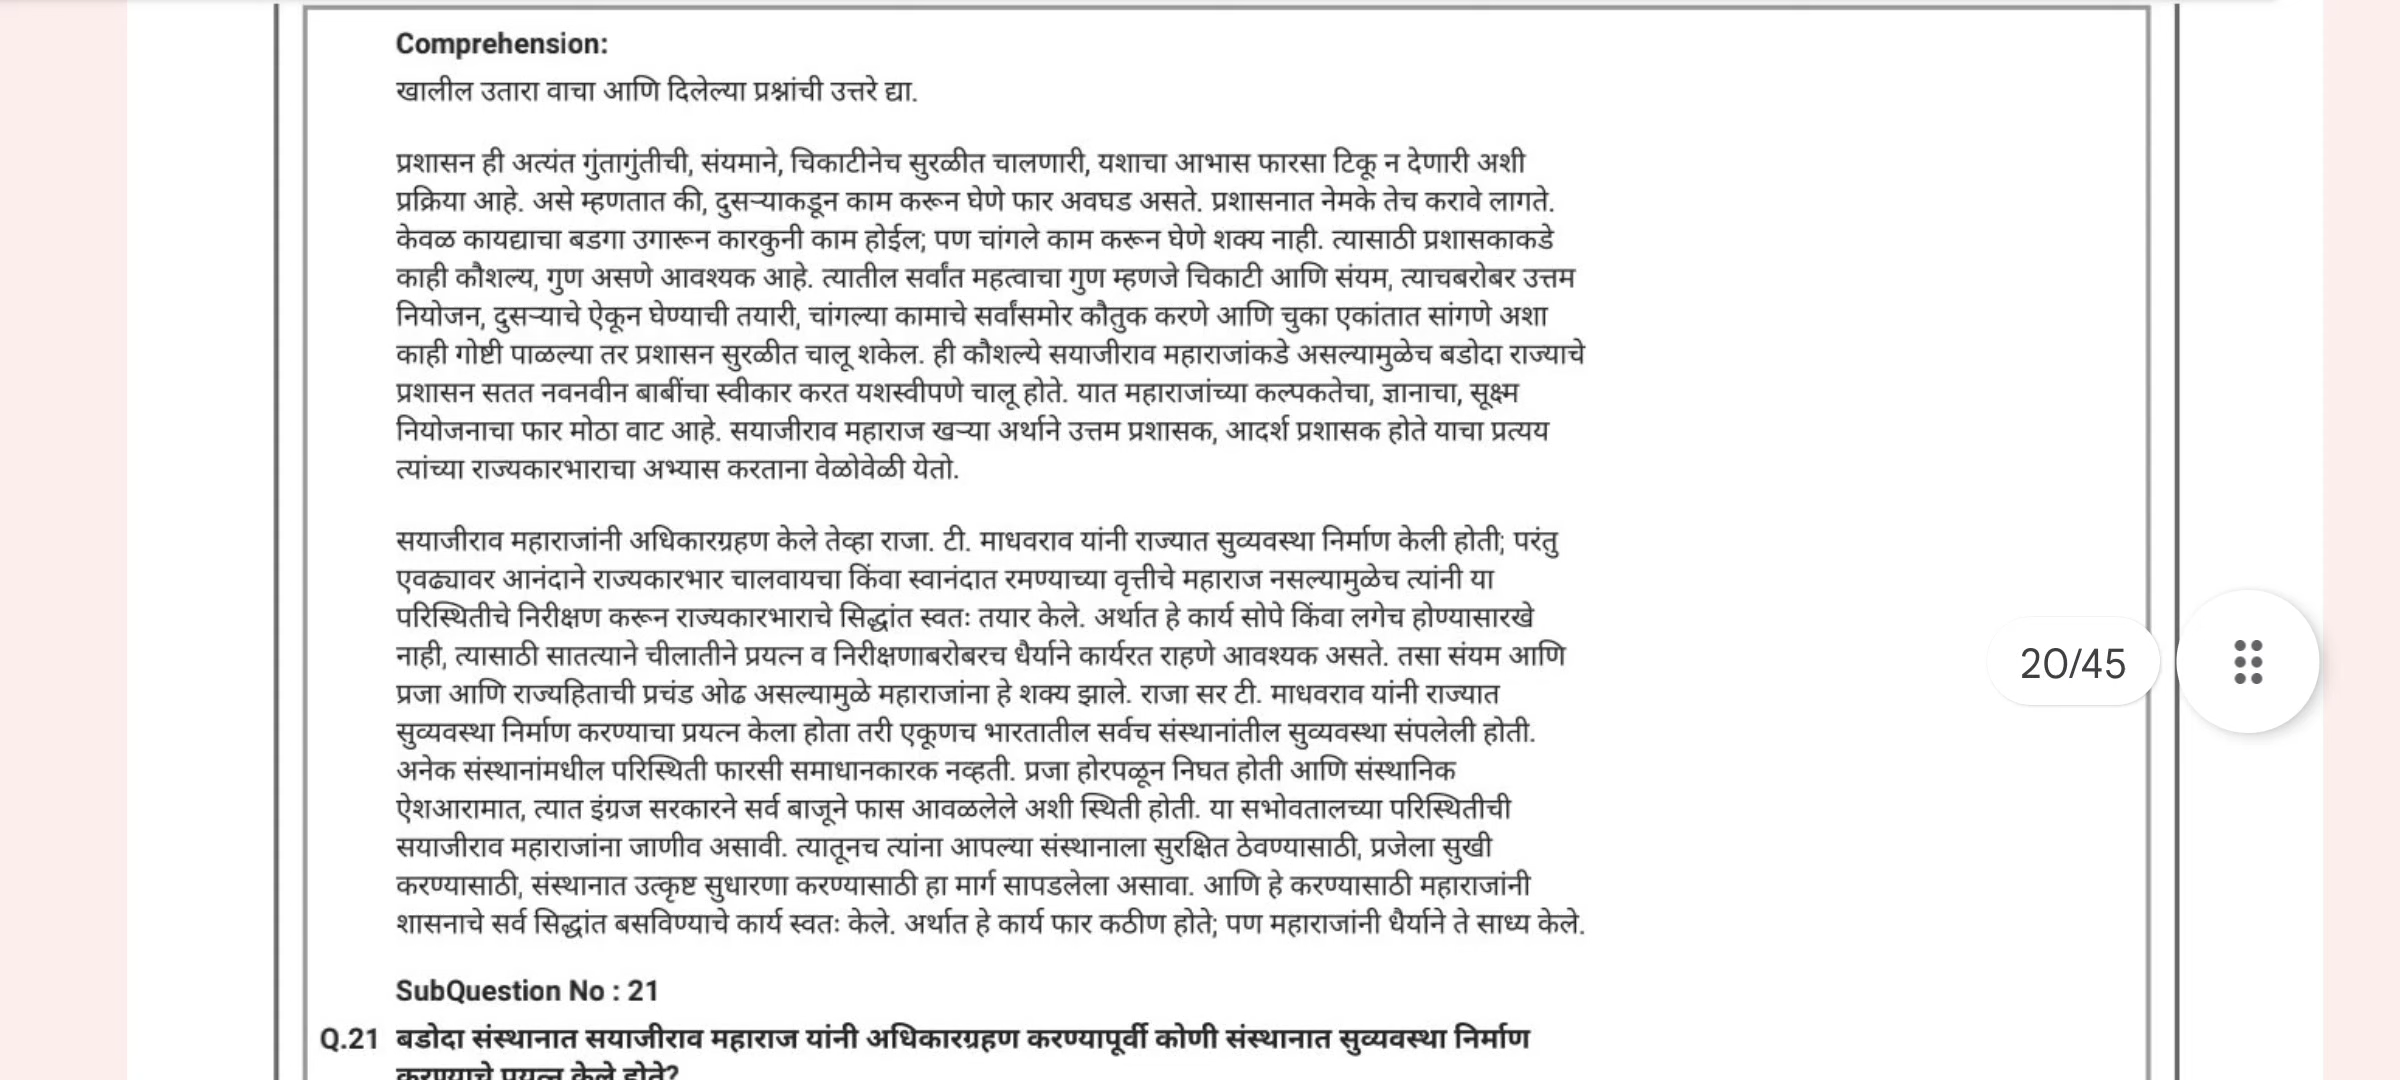 Comprehension:
खालील उतारा वाचा आणि दिलेल्या प्रश्नांची उत्तरे द्या.
प्रशासन ही अत्यंत गुंतागुंतीची, संयमाने, चिकाटीनेच सुरळीत चालणारी, यशाचा आभास फारसा टिकू न देणारी अशी
प्रक्रिया आहे. असे म्हणतात की, दुसऱ्याकडून काम करून घेणे फार अवघड असते. प्रशासनात नेमके तेच करावे लागते.
केवळ कायद्याचा बडगा उगारून कारकुनी काम होईल; पण चांगले काम करून घेणे शक्य नाही. त्यासाठी प्रशासकाकडे
काही कौशल्य, गुण असणे आवश्यक आहे. त्यातील सर्वांत महत्वाचा गुण म्हणजे चिकाटी आणि संयम, त्याचबरोबर उत्तम
नियोजन, दुसऱ्याचे ऐकून घेण्याची तयारी, चांगल्या कामाचे सर्वांसमोर कौतुक करणे आणि चुका एकांतात सांगणे अशा
काही गोष्टी पाळल्या तर प्रशासन सुरळीत चालू शकेल. ही कौशल्ये सयाजीराव महाराजांकडे असल्यामुळेच बडोदा राज्याचे
प्रशासन सतत नवनवीन बाबींचा स्वीकार करत यशस्वीपणे चालू होते. यात महाराजांच्या कल्पकतेचा, ज्ञानाचा, सूक्ष्म
नियोजनाचा फार मोठा वाट आहे. सयाजीराव महाराज खऱ्या अर्थाने उत्तम प्रशासक, आदर्श प्रशासक होते याचा प्रत्यय
त्यांच्या राज्यकारभाराचा अभ्यास करताना वेळोवेळी येतो.
सयाजीराव महाराजांनी अधिकारग्रहण केले तेव्हा राजा. टी. माधवराव यांनी राज्यात सुव्यवस्था निर्माण केली होती; परंतु
एवढ्यावर आनंदाने राज्यकारभार चालवायचा किंवा स्वानंदात रमण्याच्या वृत्तीचे महाराज नसल्यामुळेच त्यांनी या
परिस्थितीचे निरीक्षण करून राज्यकारभाराचे सिद्धांत स्वतः तयार केले. अर्थात हे कार्य सोपे किंवा लगेच होण्यासारखे
नाही, त्यासाठी सातत्याने चीलातीने प्रयत्न व निरीक्षणाबरोबरच धैर्याने कार्यरत राहणे आवश्यक असते. तसा संयम आणि
प्रजा आणि राज्यहिताची प्रचंड ओढ असल्यामुळे महाराजांना हे शक्य झाले. राजा सर टी. माधवराव यांनी राज्यात
सुव्यवस्था निर्माण करण्याचा प्रयत्न केला होता तरी एकूणच भारतातील सर्वच संस्थानांतील सुव्यवस्था संपलेली होती.
अनेक संस्थानांमधील परिस्थिती फारसी समाधानकारक नव्हती. प्रजा होरपळून निघत होती आणि संस्थानिक
ऐशआरामात, त्यात इंग्रज सरकारने सर्व बाजूने फास आवळलेले अशी स्थिती होती. या सभोवतालच्या परिस्थितीची
सयाजीराव महाराजांना जाणीव असावी. त्यातूनच त्यांना आपल्या संस्थानाला सुरक्षित ठेवण्यासाठी, प्रजेला सुखी
करण्यासाठी, संस्थानात उत्कृष्ट सुधारणा करण्यासाठी हा मार्ग सापडलेला असावा. आणि हे करण्यासाठी महाराजांनी
शासनाचे सर्व सिद्धांत बसविण्याचे कार्य स्वतः केले. अर्थात हे कार्य फार कठीण होते; पण महाराजांनी धैर्याने ते साध्य केले.
20/45
SubQuestion No : 21
Q.21 बडोदा संस्थानात सयाजीराव महाराज यांनी अधिकारग्रहण करण्यापूर्वी कोणी संस्थानात सुव्यवस्था निर्माण
करण्याचे प्रयत्न केले होते?